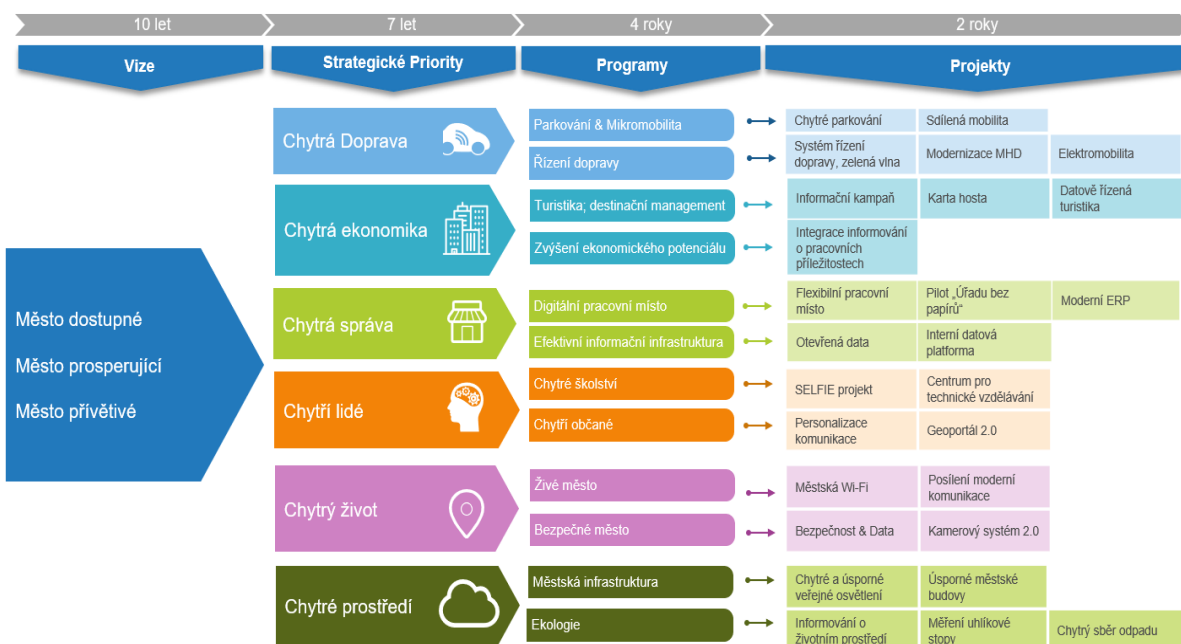 10 let
7 let
4 roky
2 roky
Vize
Strategické Priority
Programy
Projekty
Město dostupné
Město prosperující
Město přívětivé
Chytrá Doprava
Parkování & Mikromobilita
Chytré parkování
Sdílená mobilita
Řízení dopravy
Systém řízení
dopravy, zelená vlna
Modernizace MHD
Elektromobilita
Chytrá ekonomika
Turistika; destinační management
Informační kampaň
Karta hosta
Datově řízená
turistika
Zvýšení ekonomického potenciálu
Integrace informování
o pracovních
příležitostech
Chytrá správa
Digitální pracovní místo
Flexibilní pracovní
místo
Pilot „Úřadu bez
papírů“
Moderní ERP
Efektivní informační infrastruktura
Otevřená data
Interní datová
platforma
Chytří lidé
Chytré školství
SELFIE projekt
Centrum pro
technické vzdělávání
Chytří občané
Personalizace
komunikace
Geoportál 2.0
Chytrý život
Živé město
Městská Wi-Fi
Posílení moderní
komunikace
Bezpečné město
Bezpečnost & Data
Kamerový systém 2.0
Chytré prostředí
Městská infrastruktura
Chytré a úsporné
veřejné osvětlení
Úsporné městské
budovy
Ekologie
Informování o
životním prostředí
Měření uhlíkové
stopy
Chytrý sběr odpadu